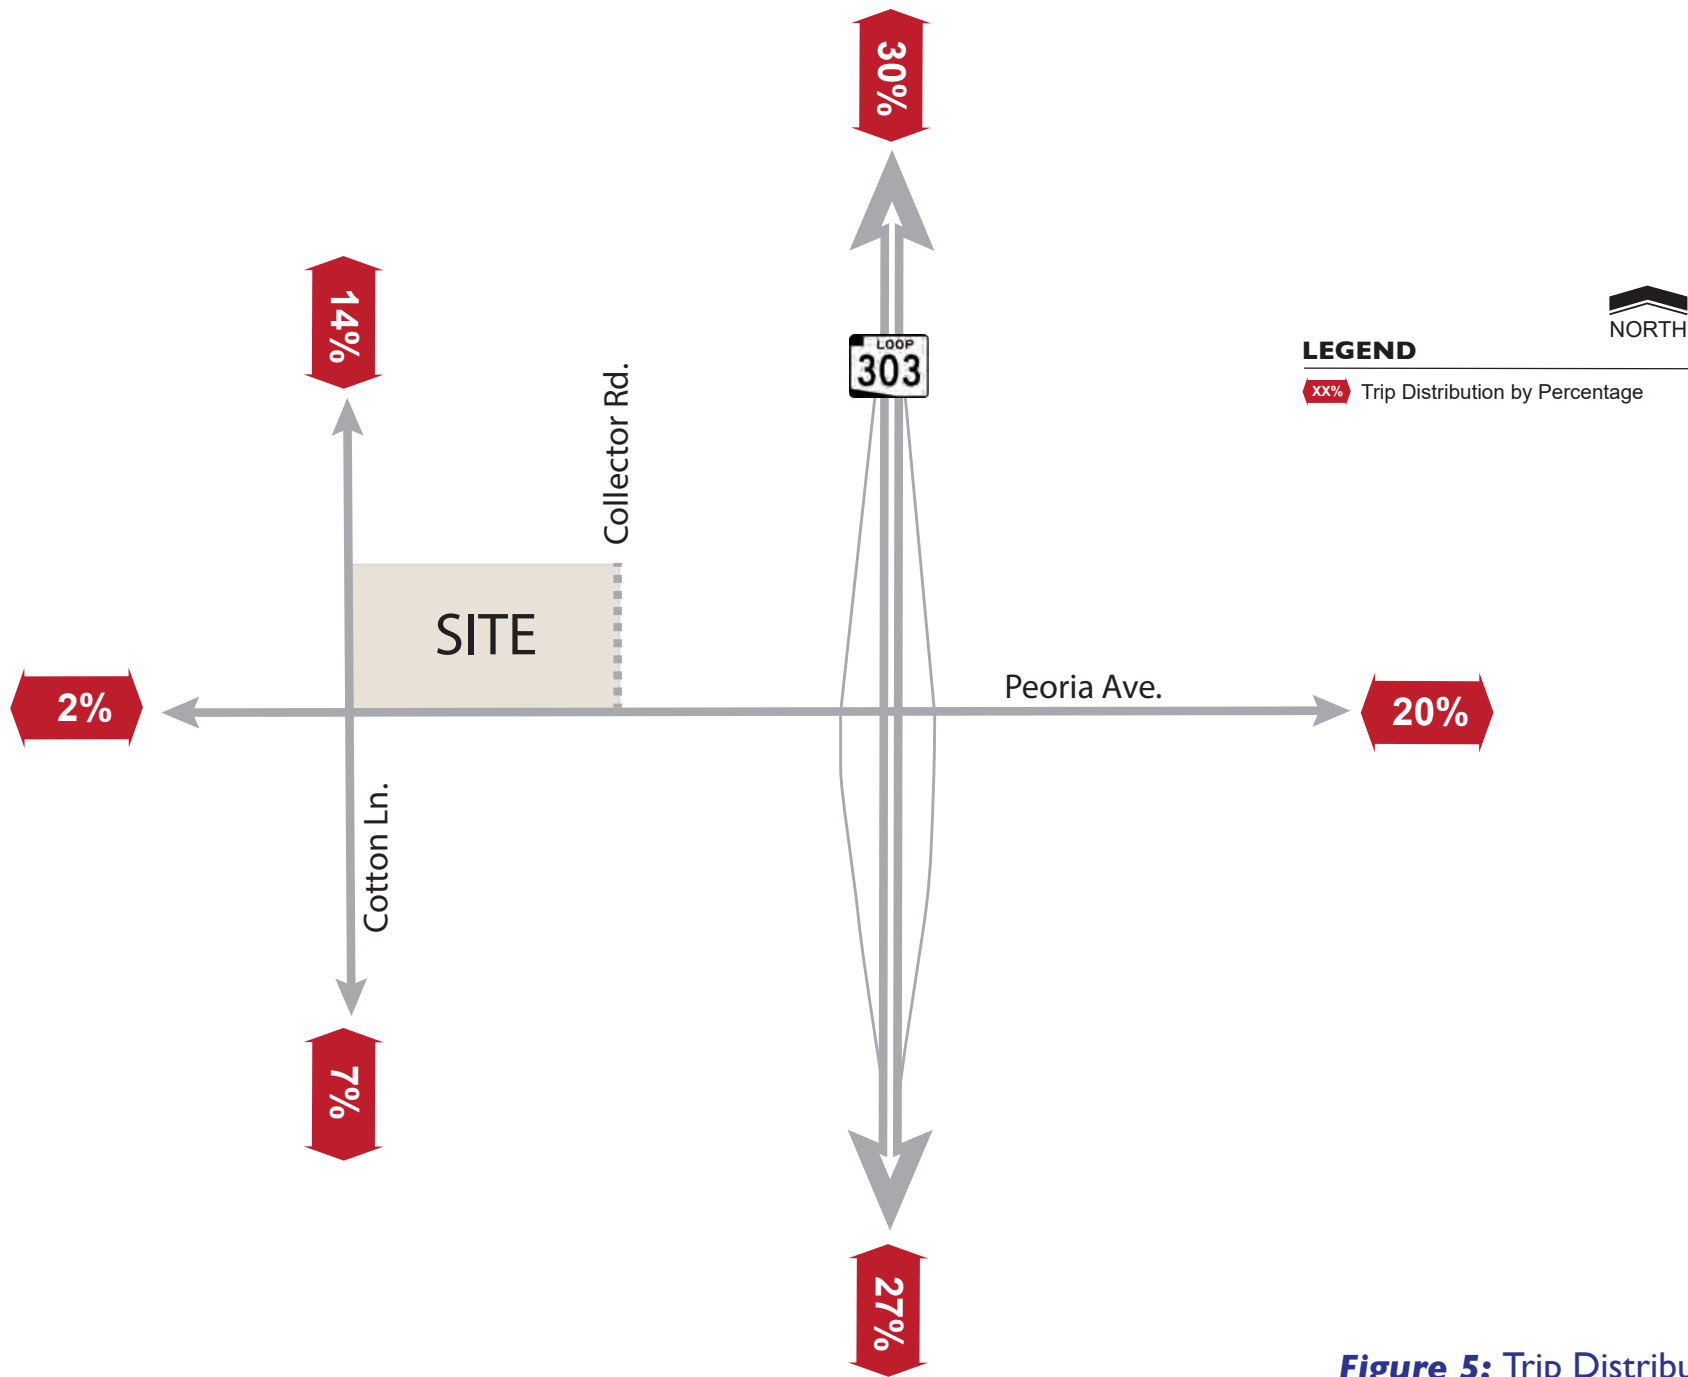 30%
14%
LOOP
303
NORTH
LEGEND
XX% Trip Distribution by Percentage
Collector Rd.
SITE
Peoria Ave.
2%
20%
Cotton Ln.
7%
27%
Figure 5: Trip